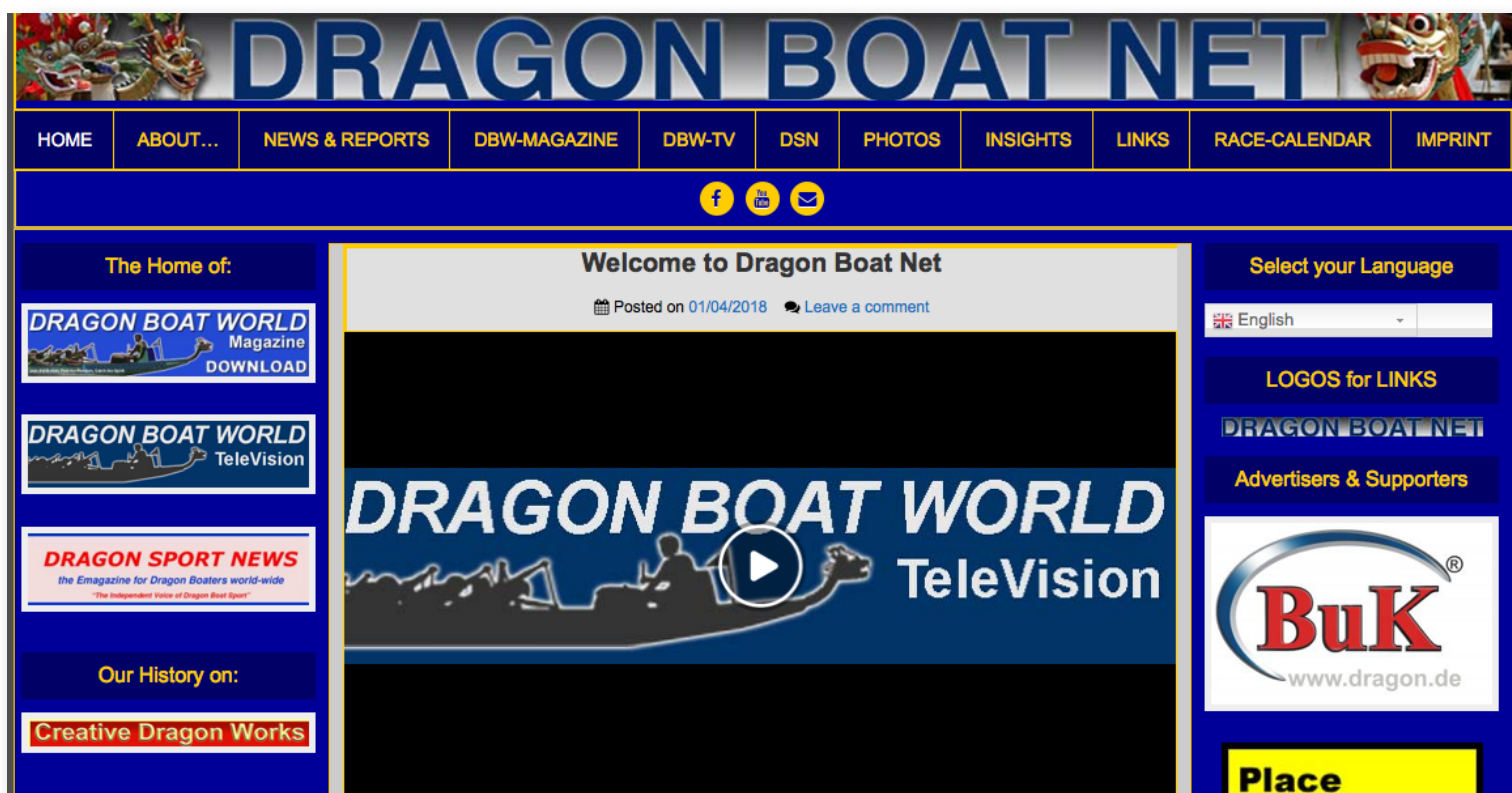 DRAGON BOAT NET
HOME ABOUT... NEWS & REPORTS DBW-MAGAZINE DBW-TV DSN PHOTOS INSIGHTS LINKS RACE-CALENDAR IMPRINT
The Home of:
DRAGON BOAT WORLD
Magazine
DOWNLOAD
DRAGON BOAT WORLD
TeleVision
DRAGON SPORT NEWS
the Emagazine for Dragon Boaters world-wide
"The Independent Voice of Dragon Boat Sport"
Our History on:
Creative Dragon Works
Welcome to Dragon Boat Net
Posted on 01/04/2018 Leave a comment
DRAGON BOAT WORLD
TeleVision
Select your Language
English
LOGOS for LINKS
DRAGON BOAT NET
Advertisers & Supporters
BuK®
www.dragon.de
Place